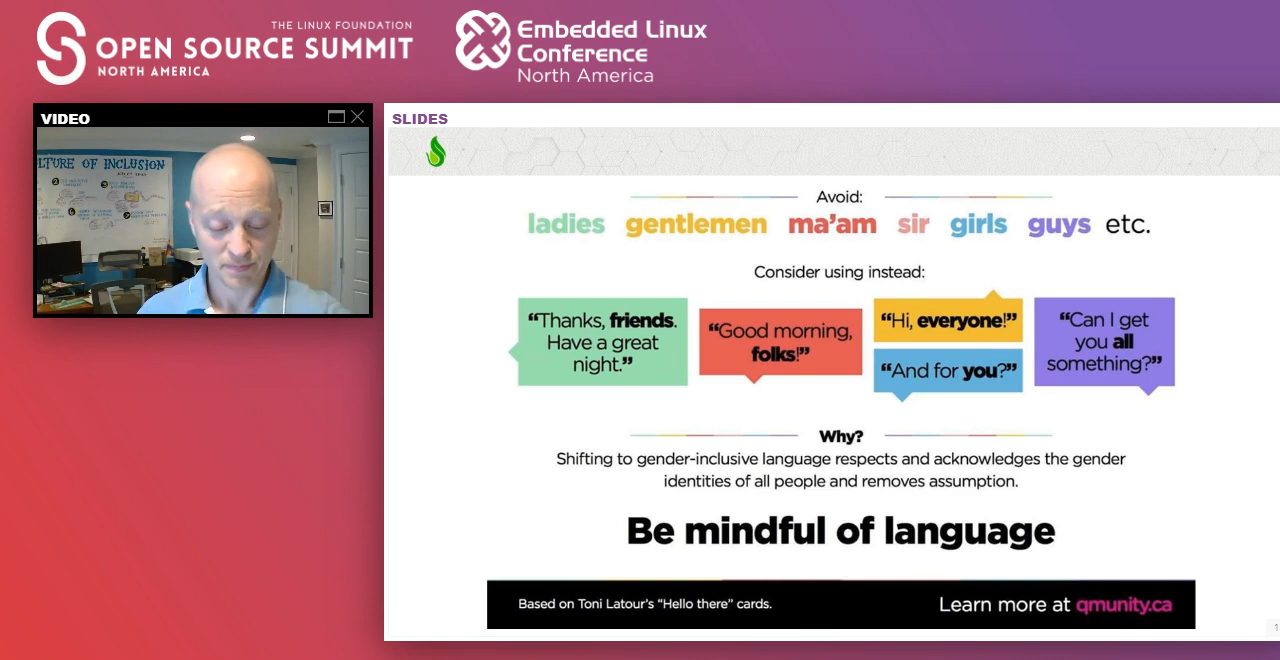 THE LINUX FOUNDATION
OPEN SOURCE SUMMIT
NORTH AMERICA
Embedded Linux
Conference
North America
VIDEO
LTURE OF INCLUSION
SLIDES
Avoid:
ladies gentlemen ma’am sir girls guys etc.
Consider using instead:
“Thanks, friends.
Have a great
night.”
“Good morning,
folks!”
“Hi, everyone!”
“And for you?”
“Can I get
you all
something?”
Why?
Shifting to gender-inclusive language respects and acknowledges the gender
identities of all people and removes assumption.
Be mindful of language
Based on Toni Latour’s “Hello there” cards.
Learn more at qmunity.ca
1